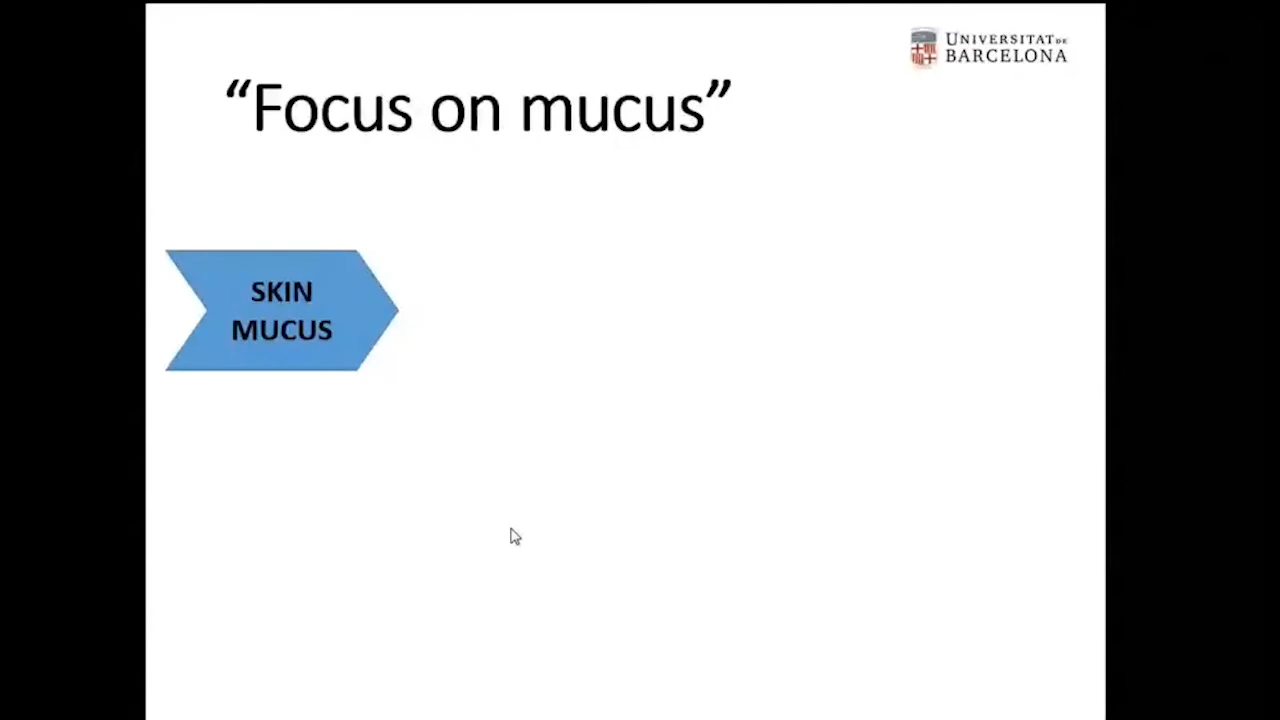 UNIVERSITAT DE
BARCELONA
“Focus on mucus”
SKIN
MUCUS